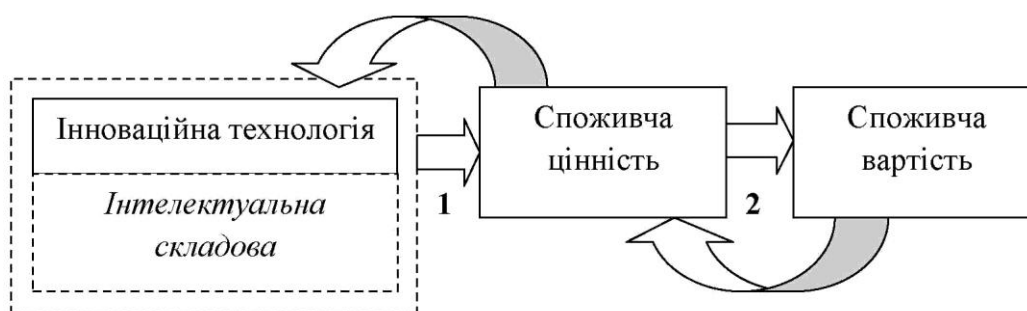 Інноваційна технологія
Інтелектуальна
складова
1
Споживча
цінність
2
Споживча
вартість